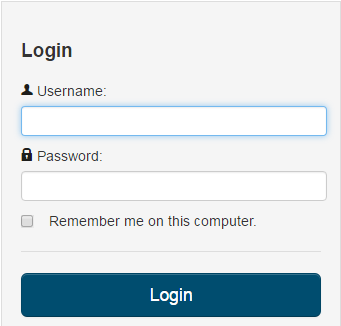 Login
Username:
Password:
Remember me on this computer.
Login